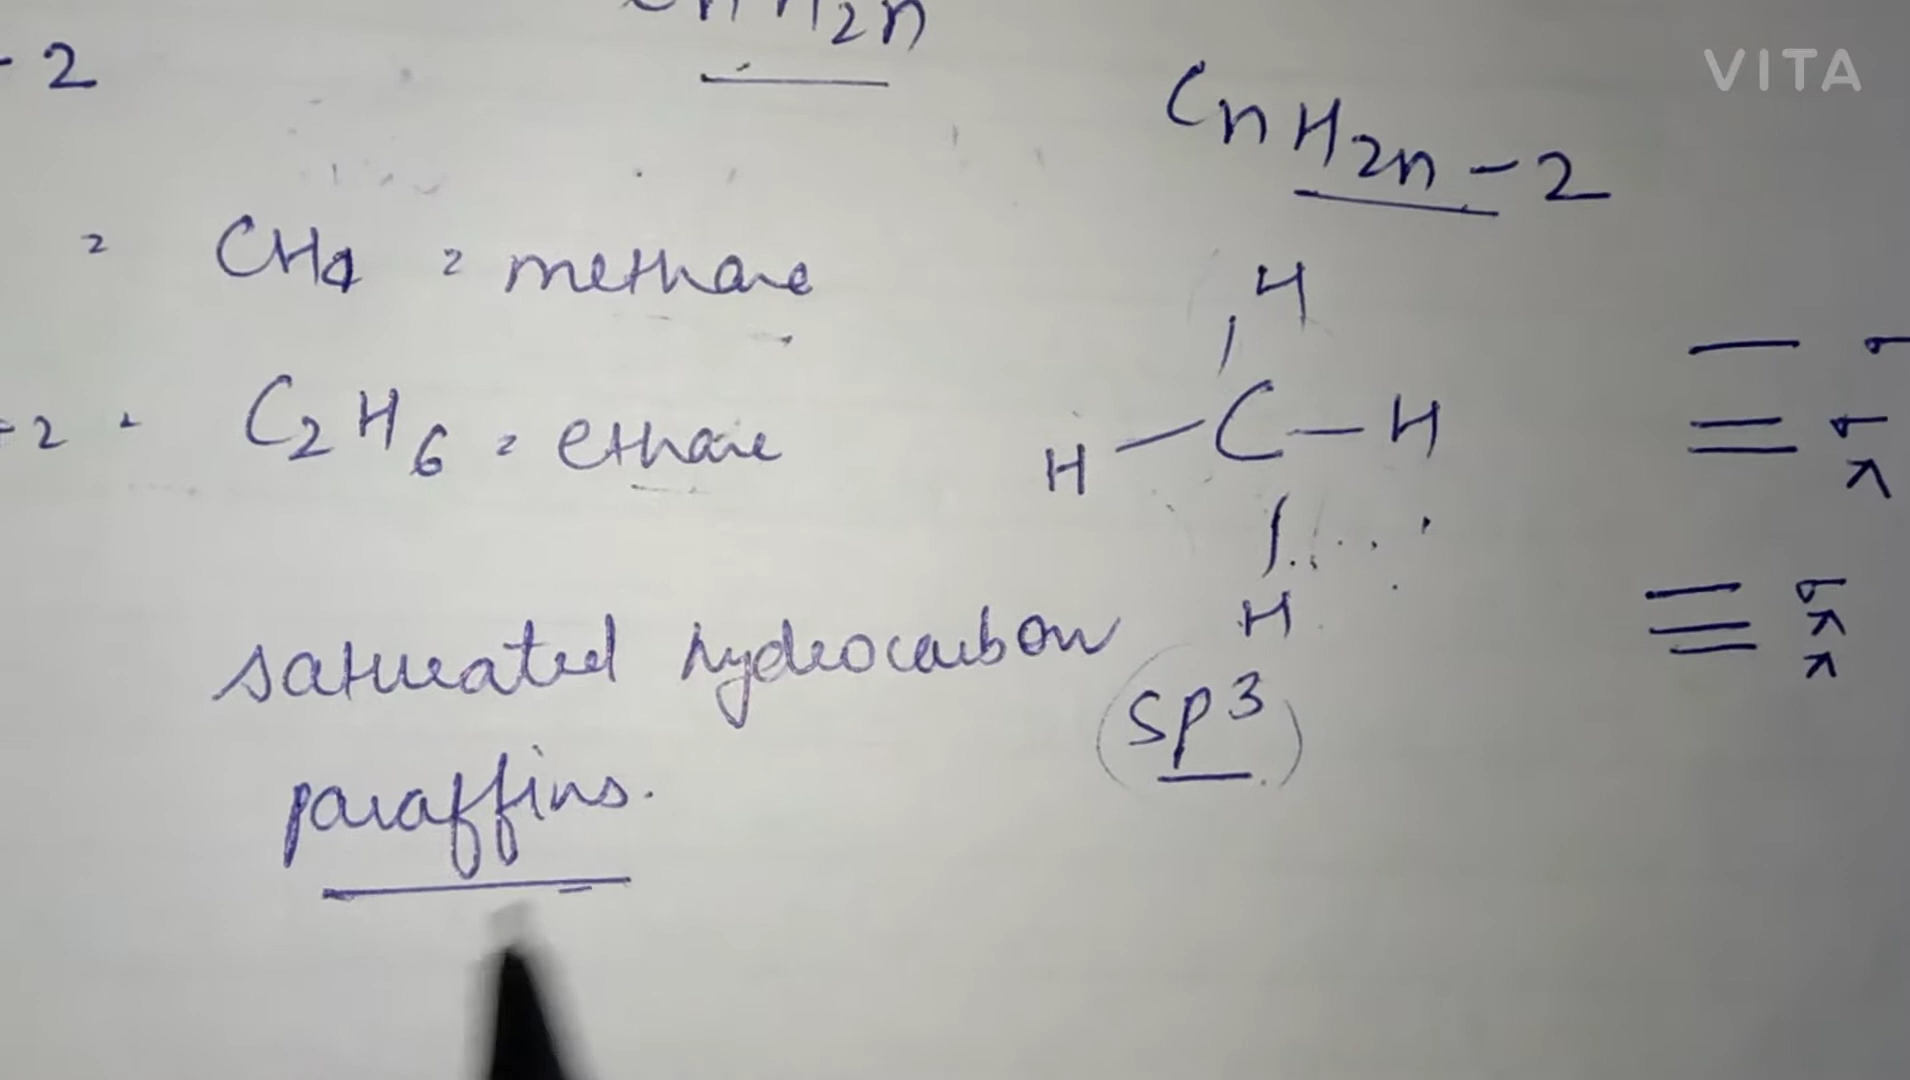 CnH2n
- 2
VITA
CnH2n-2
= CH4 = methane
H
H - C - H
H
σ
σ
π
+2 = C2H6 = ethane
σ
π
π
saturated hydrocarbon
(sp3)
paraffins.